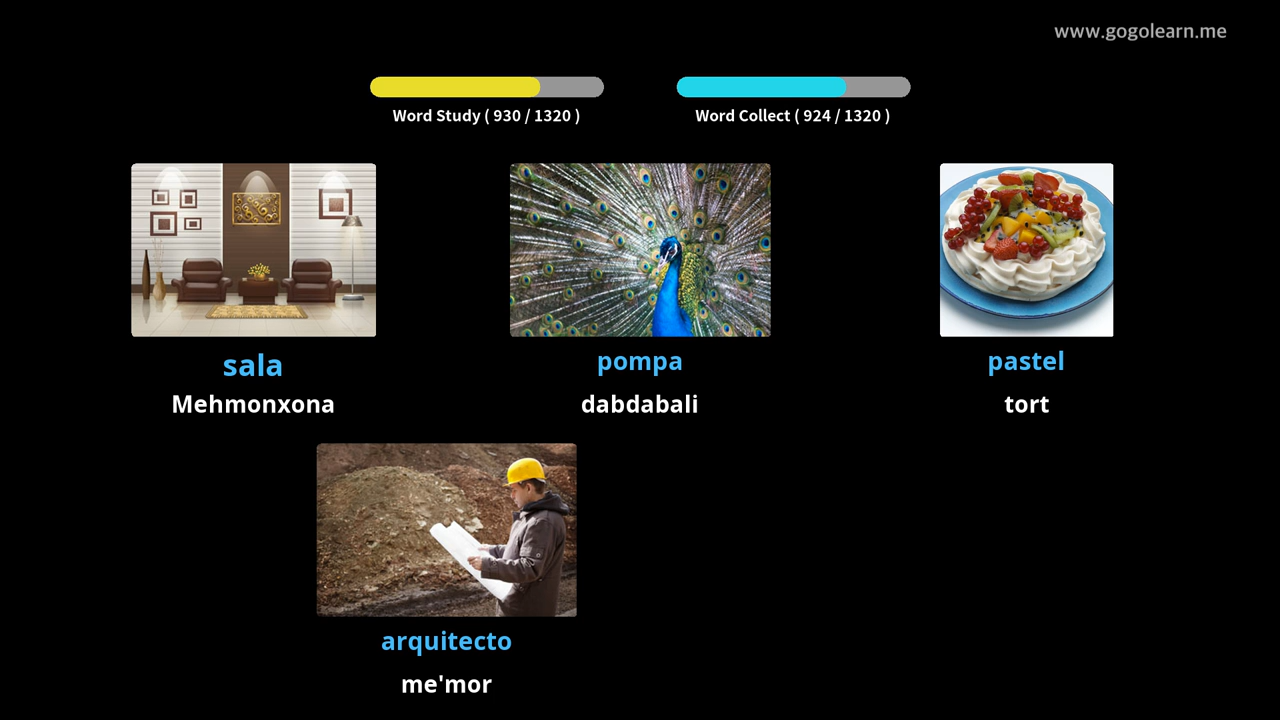 www.gogolearn.me
Word Study ( 930 / 1320 )
Word Collect ( 924 / 1320 )
sala
Mehmonxona
pompa
dabdabali
pastel
tort
arquitecto
me'mor